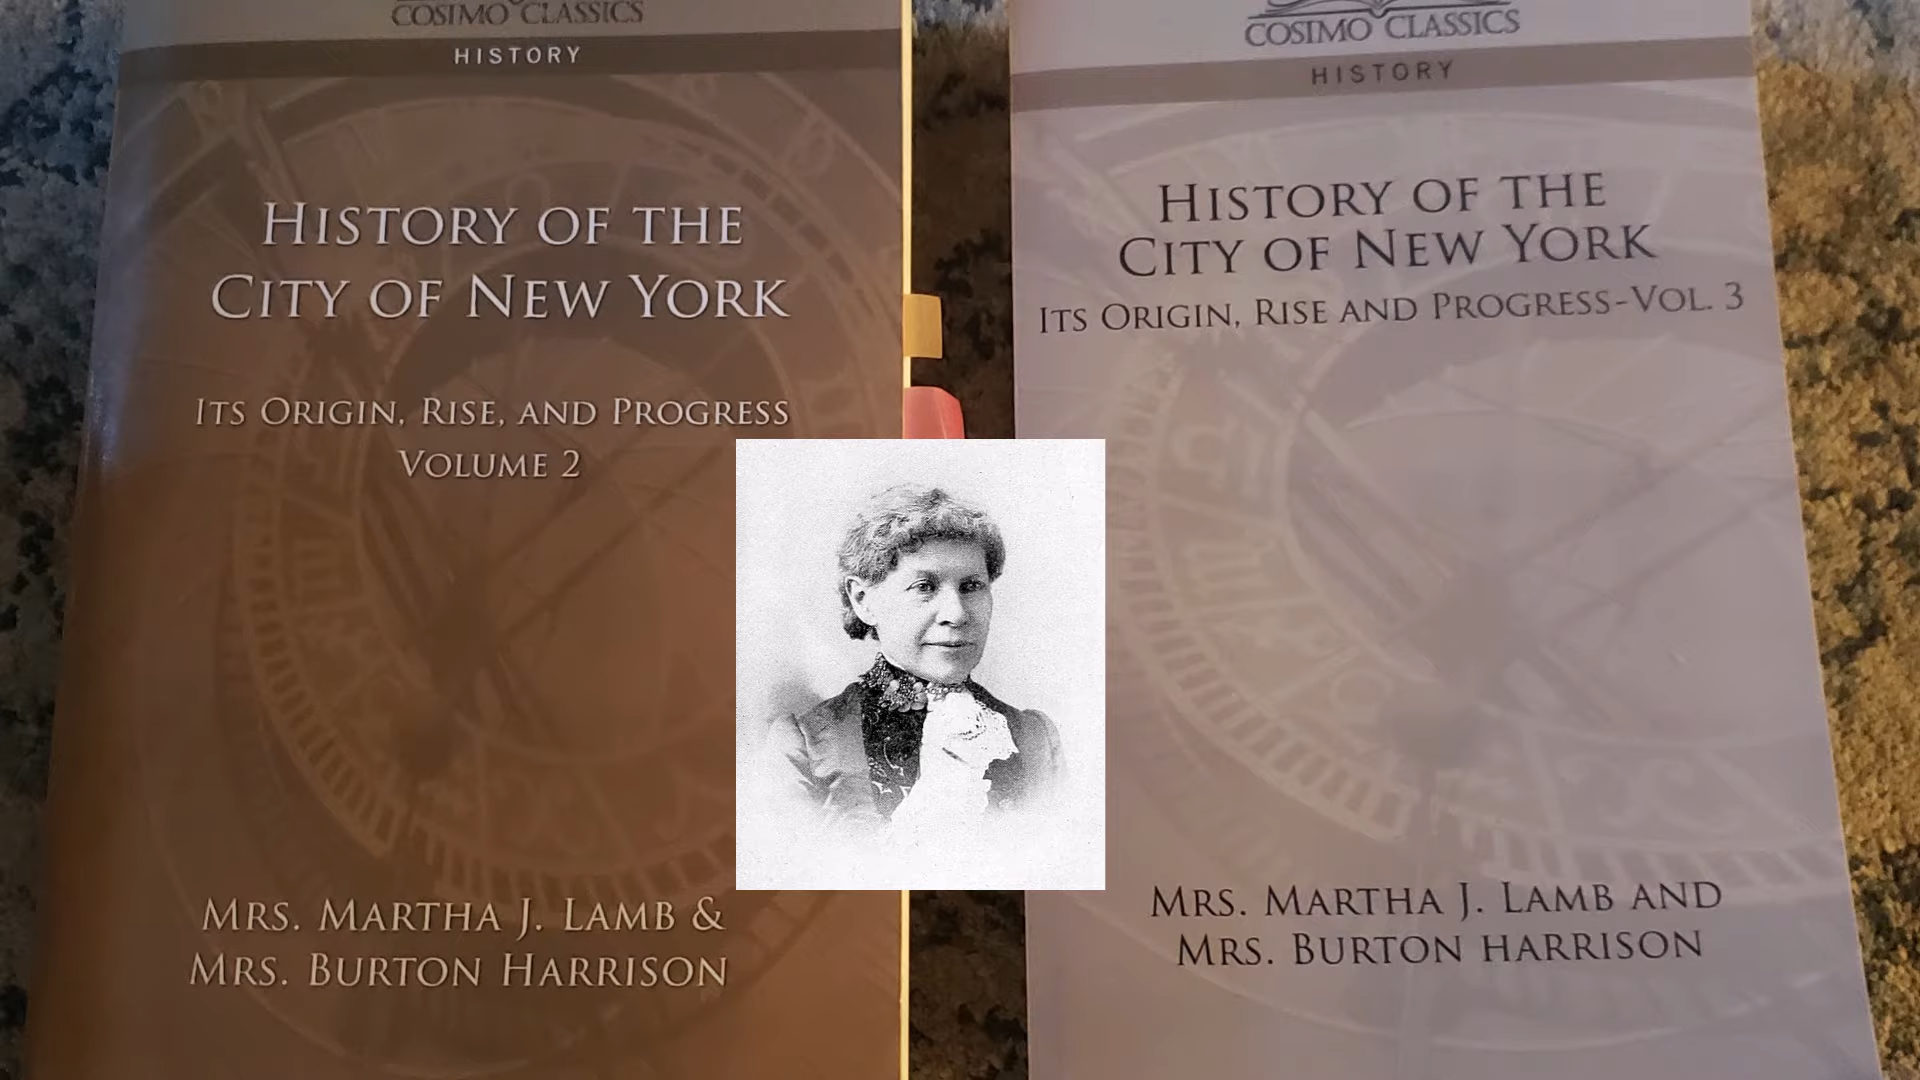 COSIMO CLASSICS
HISTORY
HISTORY OF THE
CITY OF NEW YORK
ITS ORIGIN, RISE, AND PROGRESS
VOLUME 2
MRS. MARTHA J. LAMB &
MRS. BURTON HARRISON
COSIMO CLASSICS
HISTORY
HISTORY OF THE
CITY OF NEW YORK
ITS ORIGIN, RISE AND PROGRESS-VOL. 3
MRS. MARTHA J. LAMB AND
MRS. BURTON HARRISON